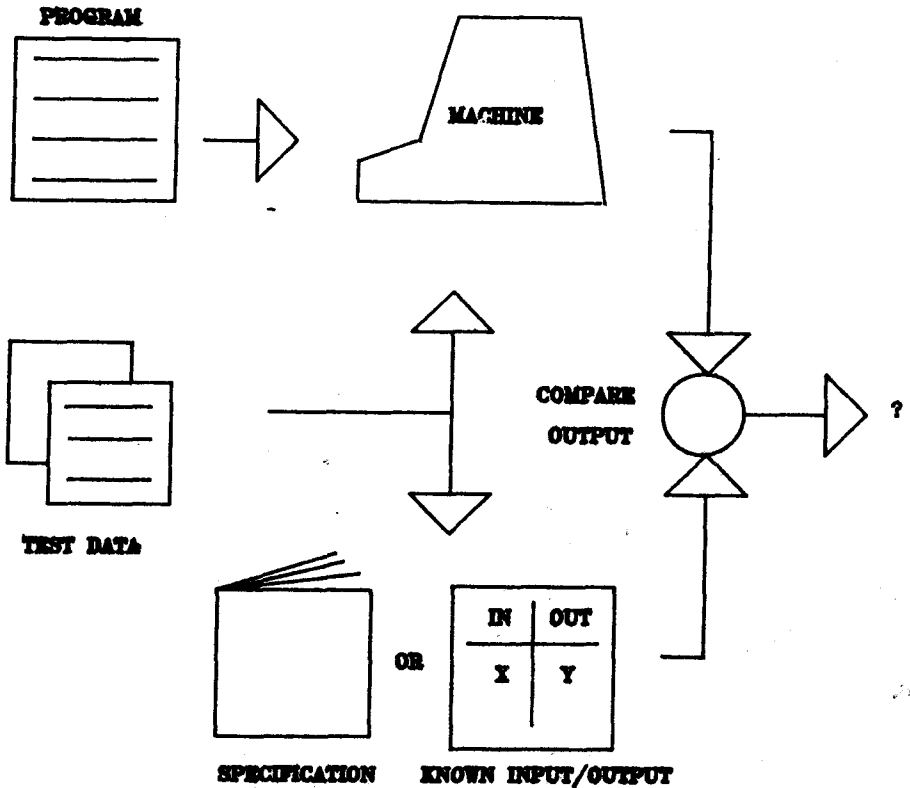 PROGRAM
MACHINE
COMPARE
OUTPUT
?
TEST DATA
IN OUT
OR
X Y
SPECIFICATION
KNOWN INPUT/OUTPUT